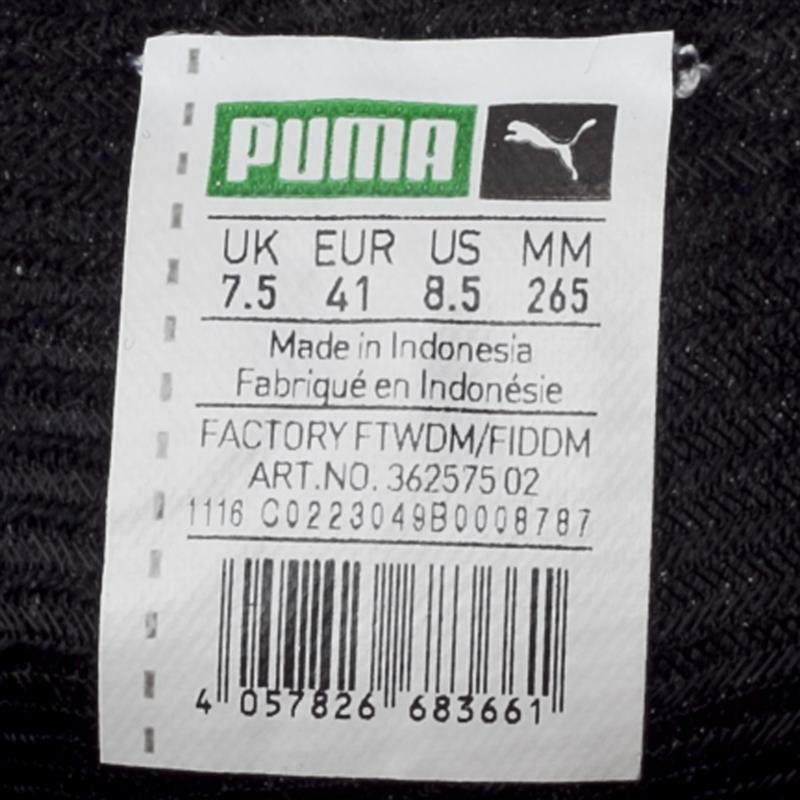 PUMA
UK EUR US MM
7.5 41 8.5 265
Made in Indonesia
Fabriqué en Indonésie
FACTORY FTWDM/FIDDM
ART.NO. 362575 02
1116 C0223049B0008787
4 057826 683661